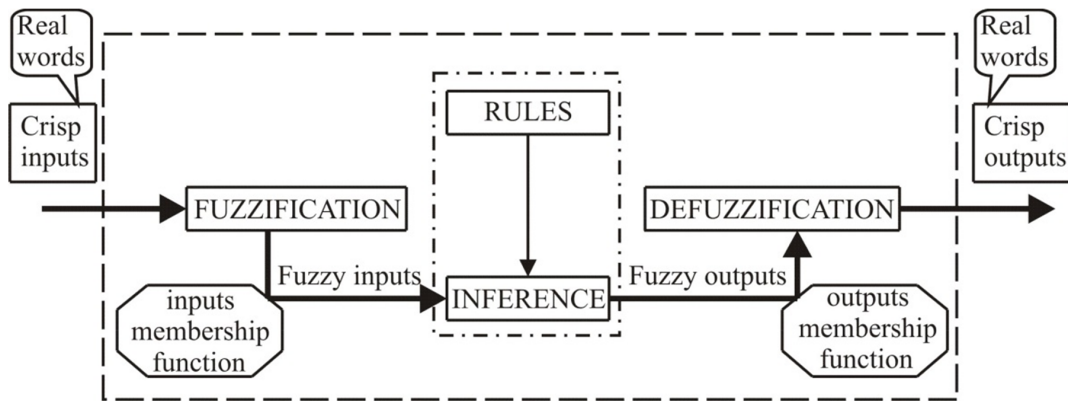 Real
words
Crisp
inputs
RULES
FUZZIFICATION
Fuzzy inputs
inputs
membership
function
INFERENCE
Fuzzy outputs
DEFUZZIFICATION
outputs
membership
function
Real
words
Crisp
outputs